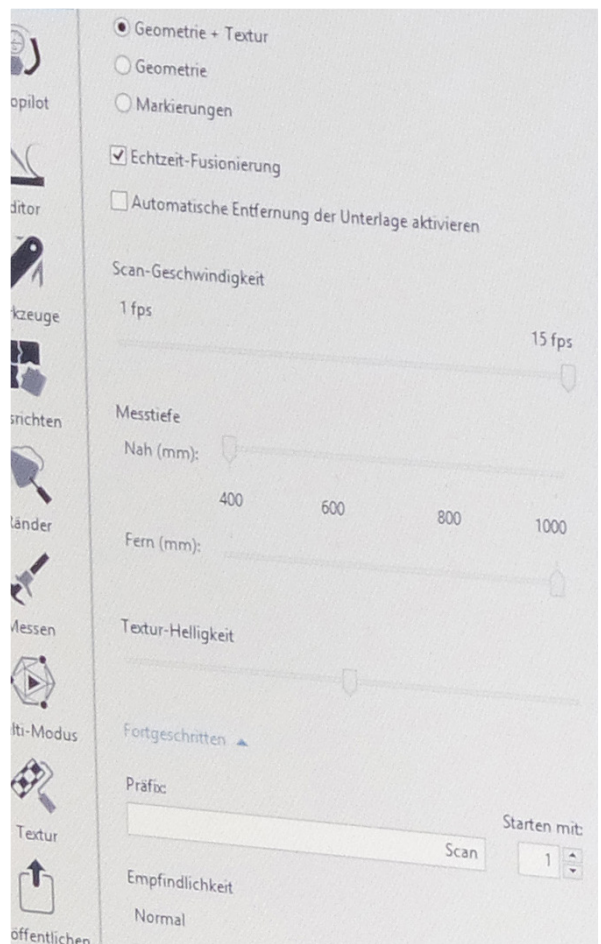 Geometrie + Textur
Geometrie
opilot
Markierungen
Echtzeit-Fusionierung
ditor
Automatische Entfernung der Unterlage aktivieren
Scan-Geschwindigkeit
kzeuge
1 fps
15 fps
srichten
Messtiefe
Nah (mm):
400
600
800
1000
änder
Fern (mm):
Messen
Textur-Helligkeit
lti-Modus
Fortgeschritten
Präfix:
Starten mit:
Textur
Scan
1
Empfindlichkeit
Normal
öffentlichen